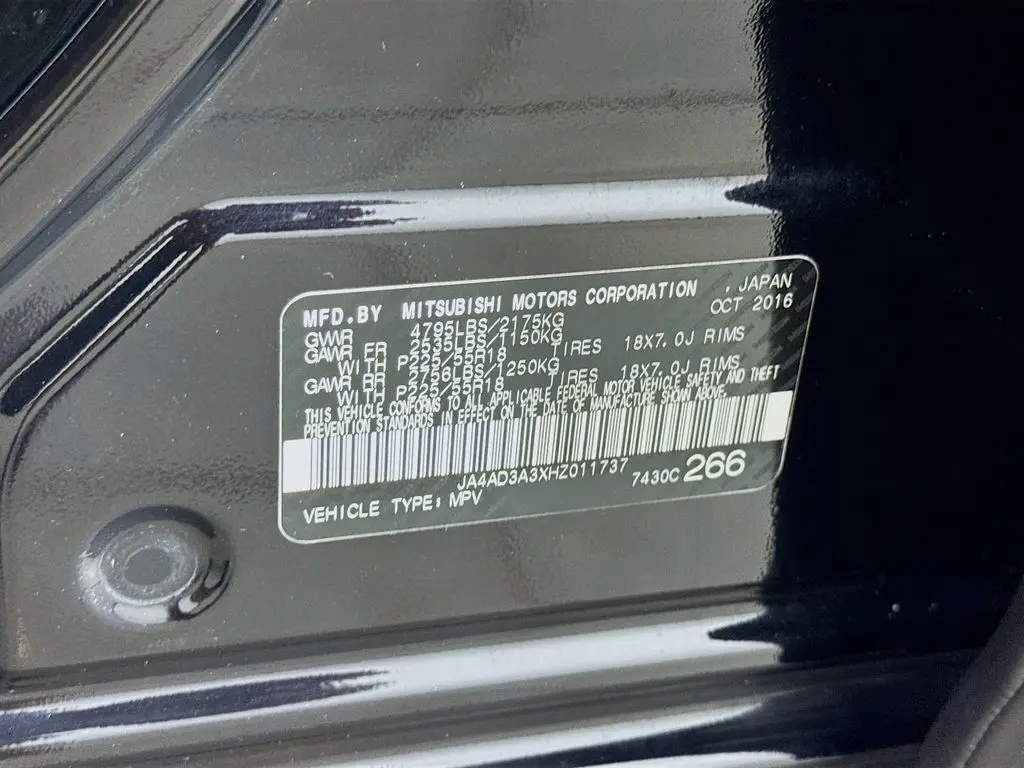 MFD.BY MITSUBISHI MOTORS CORPORATION , JAPAN
GVWR 4795LBS/2175KG OCT 2016
GAWR FR 2535LBS/1150KG
WITH P225/55R18 TIRES 18X7.0J RIMS
GAWR RR 2756LBS/1250KG
WITH P225/55R18 TIRES 18X7.0J RIMS
THIS VEHICLE CONFORMS TO ALL APPLICABLE FEDERAL MOTOR VEHICLE SAFETY AND THEFT
PREVENTION STANDARDS IN EFFECT ON THE DATE OF MANUFACTURE SHOWN ABOVE.
JA4AD3A3XHZ011737
7430C 266
VEHICLE TYPE: MPV